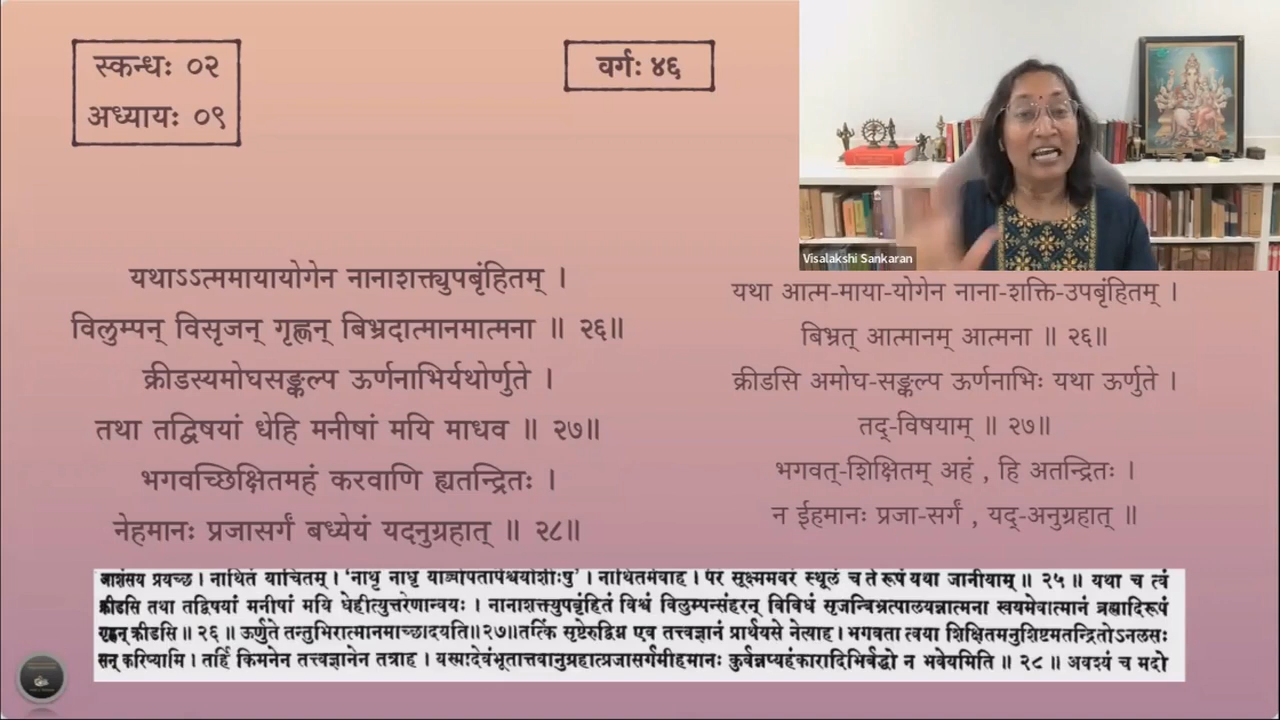 स्कन्धः ०२
अध्यायः ०९
वर्गः ४६
Visalakshi Sankaran
यथाऽऽत्ममायायोगेन नानाशक्त्युपबृंहितम् ।
विलुम्पन् विसृजन् गृह्णन् बिभ्रदात्मानमात्मना ॥ २६॥
क्रीडस्यमोघसङ्कल्प ऊर्णनाभिर्यथोर्णुते ।
तथा तद्विषयां धेहि मनीषां मयि माधव ॥ २७॥
भगवच्छिक्षितमहं करवाणि ह्यतन्द्रितः ।
नेहमानः प्रजासर्गं बध्येयं यदनुग्रहात् ॥ २८॥
यथा आत्म-माया-योगेन नाना-शक्ति-उपबृंहितम् ।
बिभ्रत् आत्मानम् आत्मना ॥ २६॥
क्रीडसि अमोघ-सङ्कल्प ऊर्णनाभिः यथा ऊर्णुते ।
तद्-विषयाम् ॥ २७॥
भगवत्-शिक्षितम् अहं , हि अतन्द्रितः ।
न ईहमानः प्रजा-सर्गं , यद्-अनुग्रहात् ॥
प्रयच्छ । नाथितं याचितम् । 'नाथृ नाधृ । नाथितमेवाह । परं सूक्ष्ममवरं स्थूलं च ते रूपं यथा जानीयाम् ॥ २५ ॥ यथा च त्वं
क्रीडसि तथा तद्विषयां मनीषां मयि धेहीत्युत्तरेणान्वयः । नानाशक्त्युपबृंहितं विश्वं विलुम्पन्संहरन् विविधं सृजन्बिभ्रत्पालयन्नात्मना स्वयमेवात्मानं ब्रह्मादिरूपं
गृह्णन् क्रीडसि ॥ २६ ॥ ऊर्णुते तन्तुभिरात्मानमाच्छादयति॥२७॥तत्किं सृष्टेरुद्विग्न एव तत्त्वज्ञानं प्रार्थयसे नेत्याह । भगवता त्वया शिक्षितमनुशिष्टमतन्द्रितोऽनलसः
सन् करिष्यामि । तर्हि किमनेन तत्त्वज्ञानेन तत्राह । यस्मादेवंभूतात्त्वदनुग्रहात्प्रजासर्गमीहमानः कुर्वन्नप्यहंकारादिभिर्बद्धो न भवेयमिति ॥ २८ ॥ अवश्यं च मदो